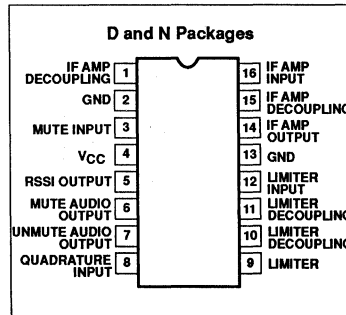 D and N Packages
IF AMP
DECOUPLING 1
GND 2
MUTE INPUT 3
VCC 4
RSSI OUTPUT 5
MUTE AUDIO
OUTPUT 6
UNMUTE AUDIO
OUTPUT 7
QUADRATURE
INPUT 8
16 IF AMP
INPUT
15 IF AMP
DECOUPLING
14 IF AMP
OUTPUT
13 GND
12 LIMITER
INPUT
11 LIMITER
DECOUPLING
10 LIMITER
DECOUPLING
9 LIMITER